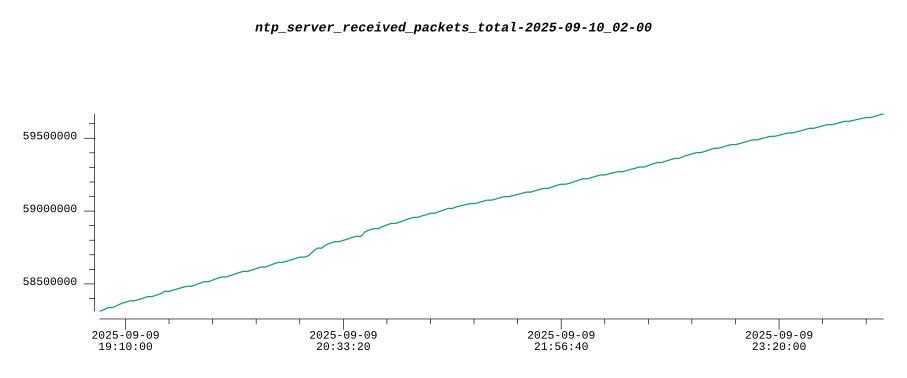 ntp_server_received_packets_total-2025-09-10_02-00
59500000
59000000
58500000
2025-09-09 2025-09-09 2025-09-09 2025-09-09
19:10:00 20:33:20 21:56:40 23:20:00